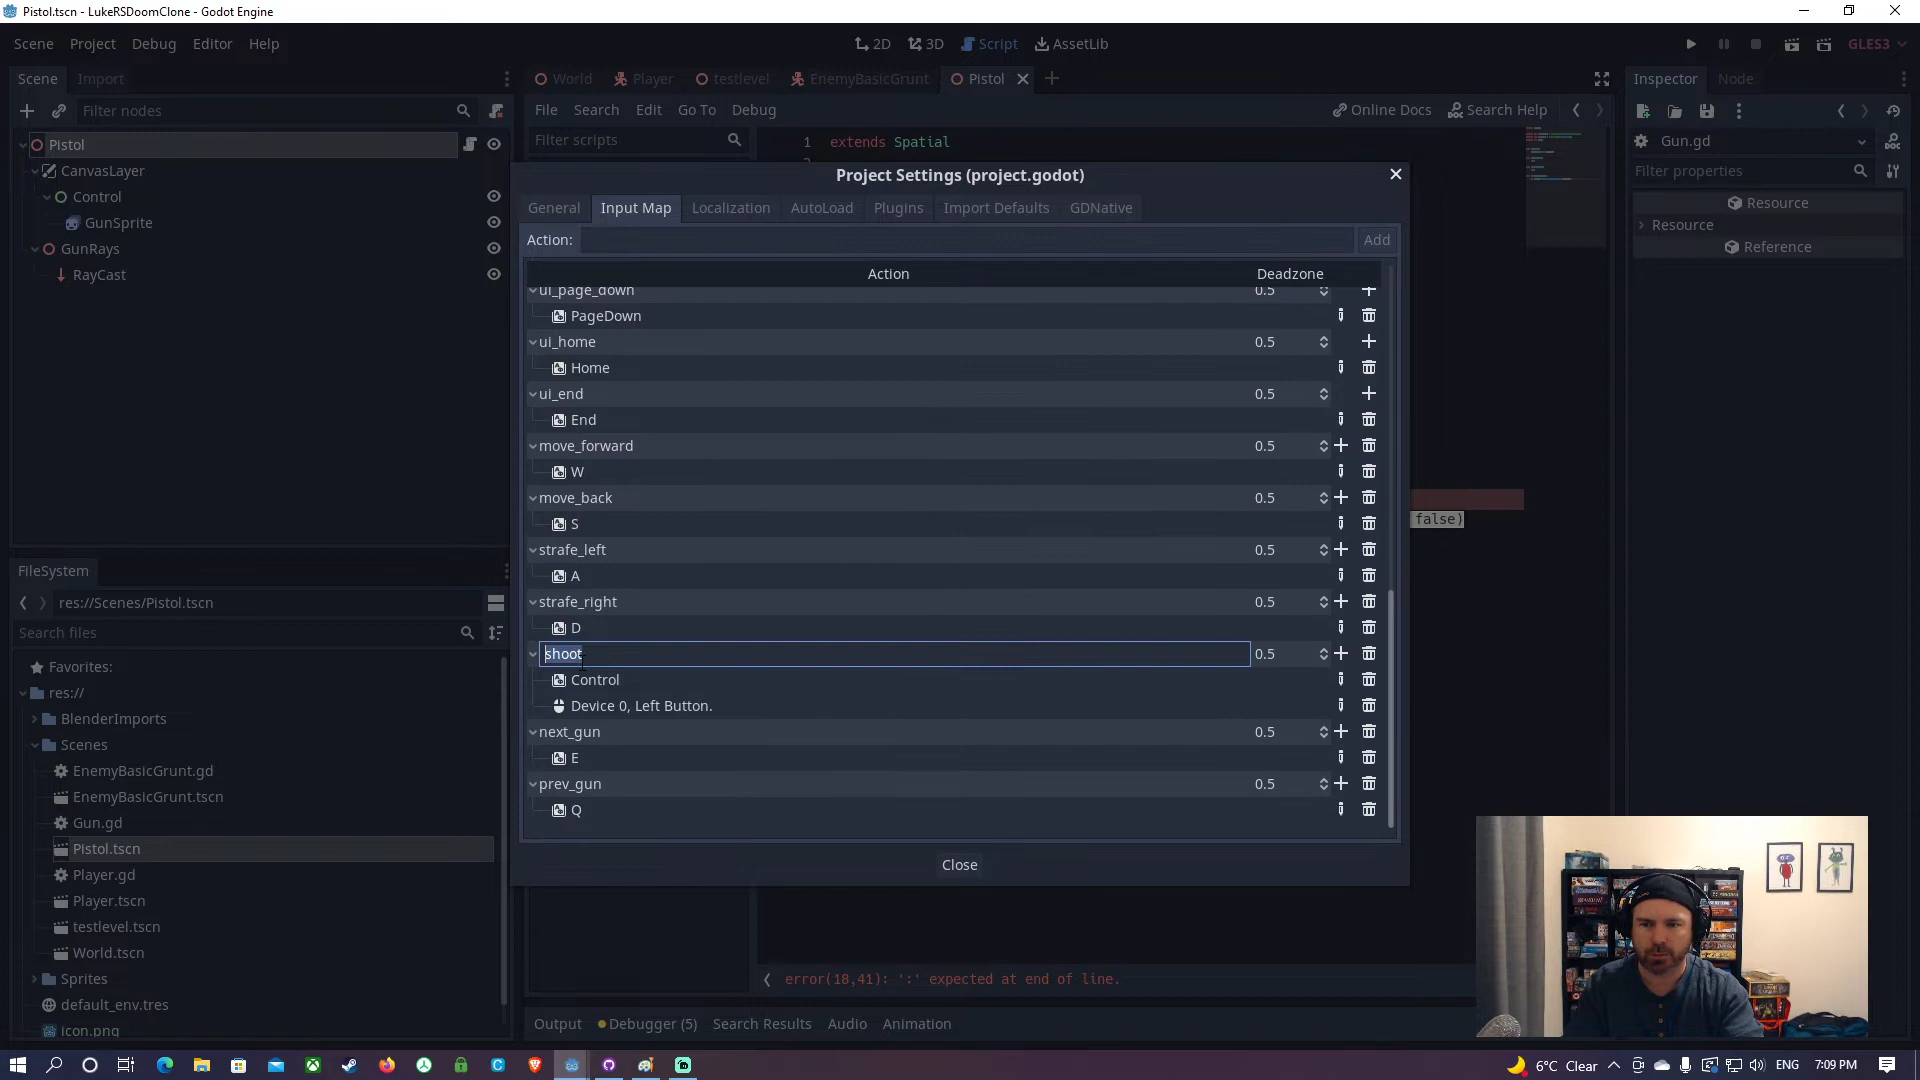 Pistol.tscn - LukeRSDoomClone - Godot Engine
Scene Project Debug Editor Help
2D 3D Script AssetLib
GLES3
Scene Import
World Player testlevel EnemyBasicGrunt Pistol
Inspector Node
Filter nodes
File Search Edit Go To Debug
Online Docs Search Help
Pistol
CanvasLayer
Control
GunSprite
GunRays
RayCast
Filter scripts
1 extends Spatial
2
false)
Gun.gd
Filter properties
Resource
Resource
Reference
Project Settings (project.godot)
General Input Map Localization AutoLoad Plugins Import Defaults GDNative
Action: Add
Action Deadzone
ui_page_down 0.5
PageDown
ui_home 0.5
Home
ui_end 0.5
End
move_forward 0.5
W
move_back 0.5
S
strafe_left 0.5
A
strafe_right 0.5
D
shoot 0.5
Control
Device 0, Left Button.
next_gun 0.5
E
prev_gun 0.5
Q
Close
FileSystem
res://Scenes/Pistol.tscn
Search files
Favorites:
res://
BlenderImports
Scenes
EnemyBasicGrunt.gd
EnemyBasicGrunt.tscn
Gun.gd
Pistol.tscn
Player.gd
Player.tscn
testlevel.tscn
World.tscn
Sprites
default_env.tres
icon.png
error(18,41): ':' expected at end of line.
Output Debugger (5) Search Results Audio Animation
6°C Clear ENG 7:09 PM